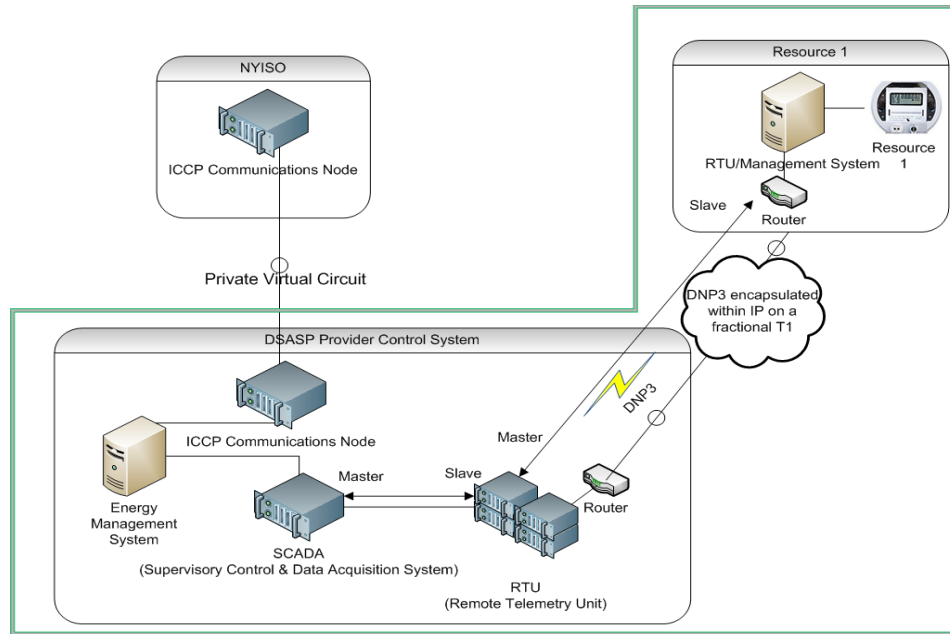 NYISO
ICCP Communications Node
Private Virtual Circuit
Resource 1
RTU/Management System
Resource
1
Slave
Router
DNP3 encapsulated
within IP on a
fractional T1
DSASP Provider Control System
ICCP Communications Node
Energy
Management
System
Master
Slave
SCADA
(Supervisory Control & Data Acquisition System)
Master
DNP3
Router
RTU
(Remote Telemetry Unit)